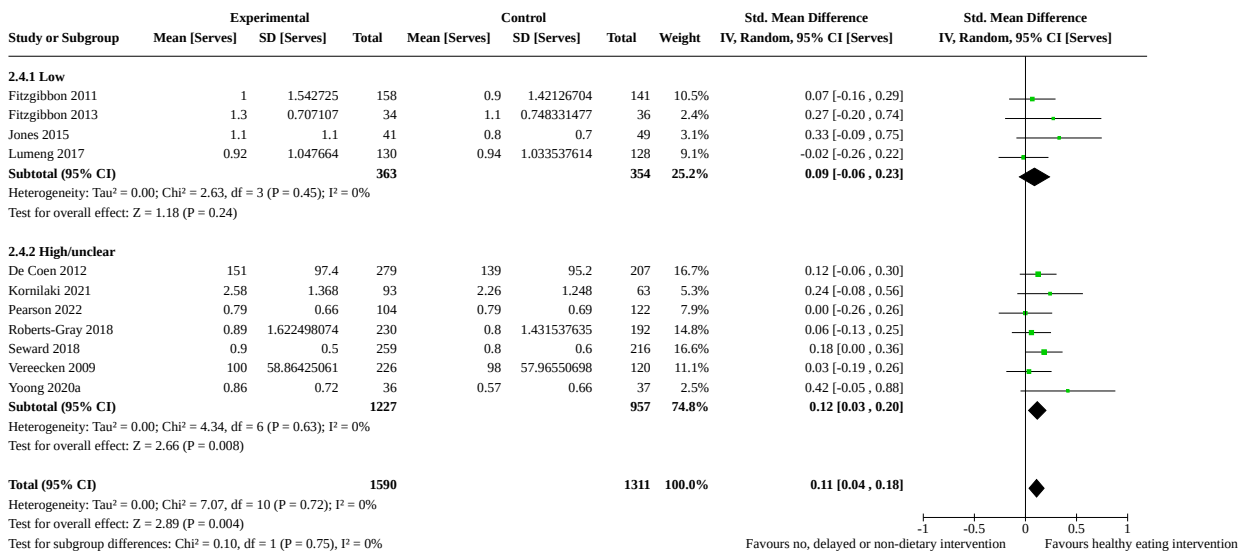 Experimental Control Std. Mean Difference Std. Mean Difference
Study or Subgroup Mean [Serves] SD [Serves] Total Mean [Serves] SD [Serves] Total Weight IV, Random, 95% CI [Serves] IV, Random, 95% CI [Serves]
2.4.1 Low
Fitzgibbon 2011 1 1.542725 158 0.9 1.42126704 141 10.5% 0.07 [-0.16 , 0.29]
Fitzgibbon 2013 1.3 0.707107 34 1.1 0.748331477 36 2.4% 0.27 [-0.20 , 0.74]
Jones 2015 1.1 1.1 41 0.8 0.7 49 3.1% 0.33 [-0.09 , 0.75]
Lumeng 2017 0.92 1.047664 130 0.94 1.033537614 128 9.1% -0.02 [-0.26 , 0.22]
Subtotal (95% CI) 363 354 25.2% 0.09 [-0.06 , 0.23]
Heterogeneity: Tau² = 0.00; Chi² = 2.63, df = 3 (P = 0.45); I² = 0%
Test for overall effect: Z = 1.18 (P = 0.24)
2.4.2 High/unclear
De Coen 2012 151 97.4 279 139 95.2 207 16.7% 0.12 [-0.06 , 0.30]
Kornilaki 2021 2.58 1.368 93 2.26 1.248 63 5.3% 0.24 [-0.08 , 0.56]
Pearson 2022 0.79 0.66 104 0.79 0.69 122 7.9% 0.00 [-0.26 , 0.26]
Roberts-Gray 2018 0.89 1.622498074 230 0.8 1.431537635 192 14.8% 0.06 [-0.13 , 0.25]
Seward 2018 0.9 0.5 259 0.8 0.6 216 16.6% 0.18 [0.00 , 0.36]
Vereecken 2009 100 58.86425061 226 98 57.96550698 120 11.1% 0.03 [-0.19 , 0.26]
Yoong 2020a 0.86 0.72 36 0.57 0.66 37 2.5% 0.42 [-0.05 , 0.88]
Subtotal (95% CI) 1227 957 74.8% 0.12 [0.03 , 0.20]
Heterogeneity: Tau² = 0.00; Chi² = 4.34, df = 6 (P = 0.63); I² = 0%
Test for overall effect: Z = 2.66 (P = 0.008)
Total (95% CI) 1590 1311 100.0% 0.11 [0.04 , 0.18]
Heterogeneity: Tau² = 0.00; Chi² = 7.07, df = 10 (P = 0.72); I² = 0%
Test for overall effect: Z = 2.89 (P = 0.004)
-1 -0.5 0 0.5 1
Test for subgroup differences: Chi² = 0.10, df = 1 (P = 0.75), I² = 0%
Favours no, delayed or non-dietary intervention Favours healthy eating intervention